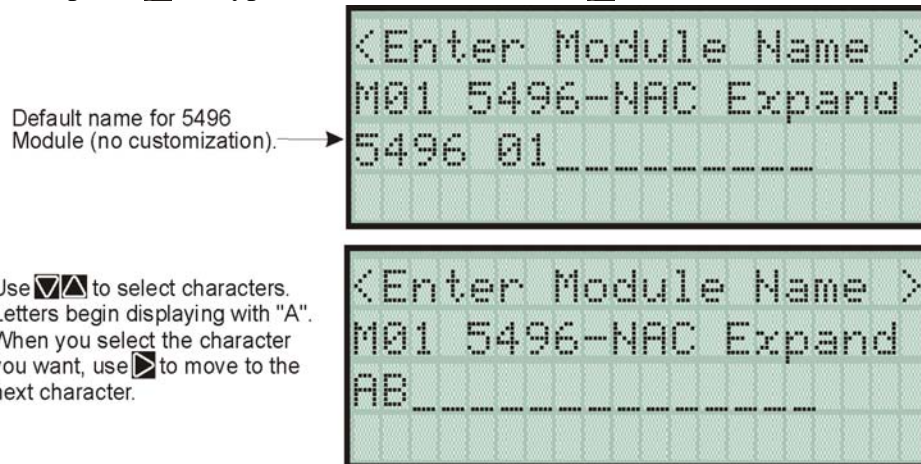 Default name for 5496
Module (no customization).
<Enter Module Name >
M01 5496-NAC Expand
5496 01_________
Use ▽△ to select characters.
Letters begin displaying with "A".
When you select the character
you want, use ▷ to move to the
next character.
<Enter Module Name >
M01 5496-NAC Expand
AB______________